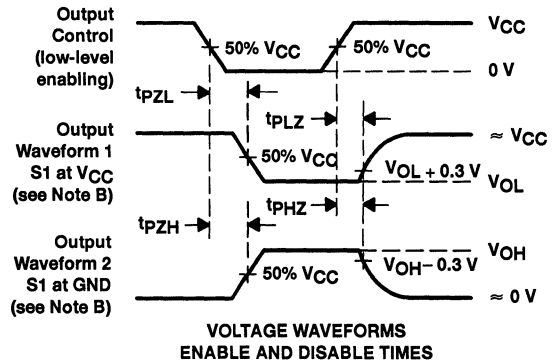 Output
Control
(low-level
enabling)
50% VCC
50% VCC
VCC
0 V
tPZL
tPLZ
Output
Waveform 1
S1 at VCC
(see Note B)
50% VCC
VOL + 0.3 V
≈ VCC
VOL
tPZH
tPHZ
Output
Waveform 2
S1 at GND
(see Note B)
50% VCC
VOH − 0.3 V
VOH
≈ 0 V
VOLTAGE WAVEFORMS
ENABLE AND DISABLE TIMES